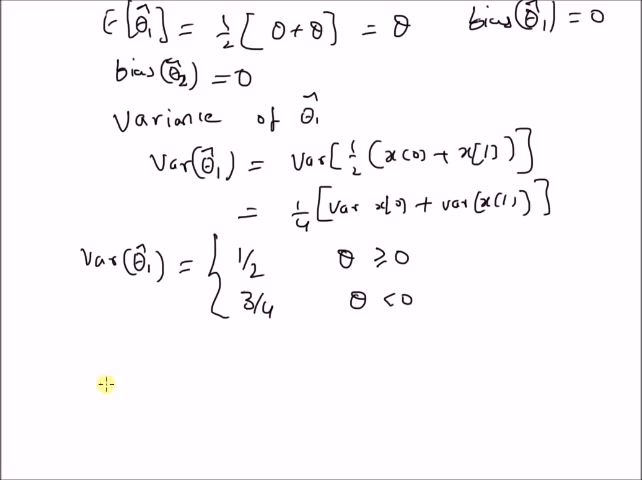 E[θ̂₁] = ½[θ+θ] = θ bias(θ̂₁) = 0
bias(θ̂₂) = 0
Variance of θ̂₁
Var(θ̂₁) = Var[½(x(0) + x[1])]
= ¼[Var x[0] + var(x(1))]
Var(θ̂₁) = { 1/2 θ ≥ 0
3/4 θ < 0